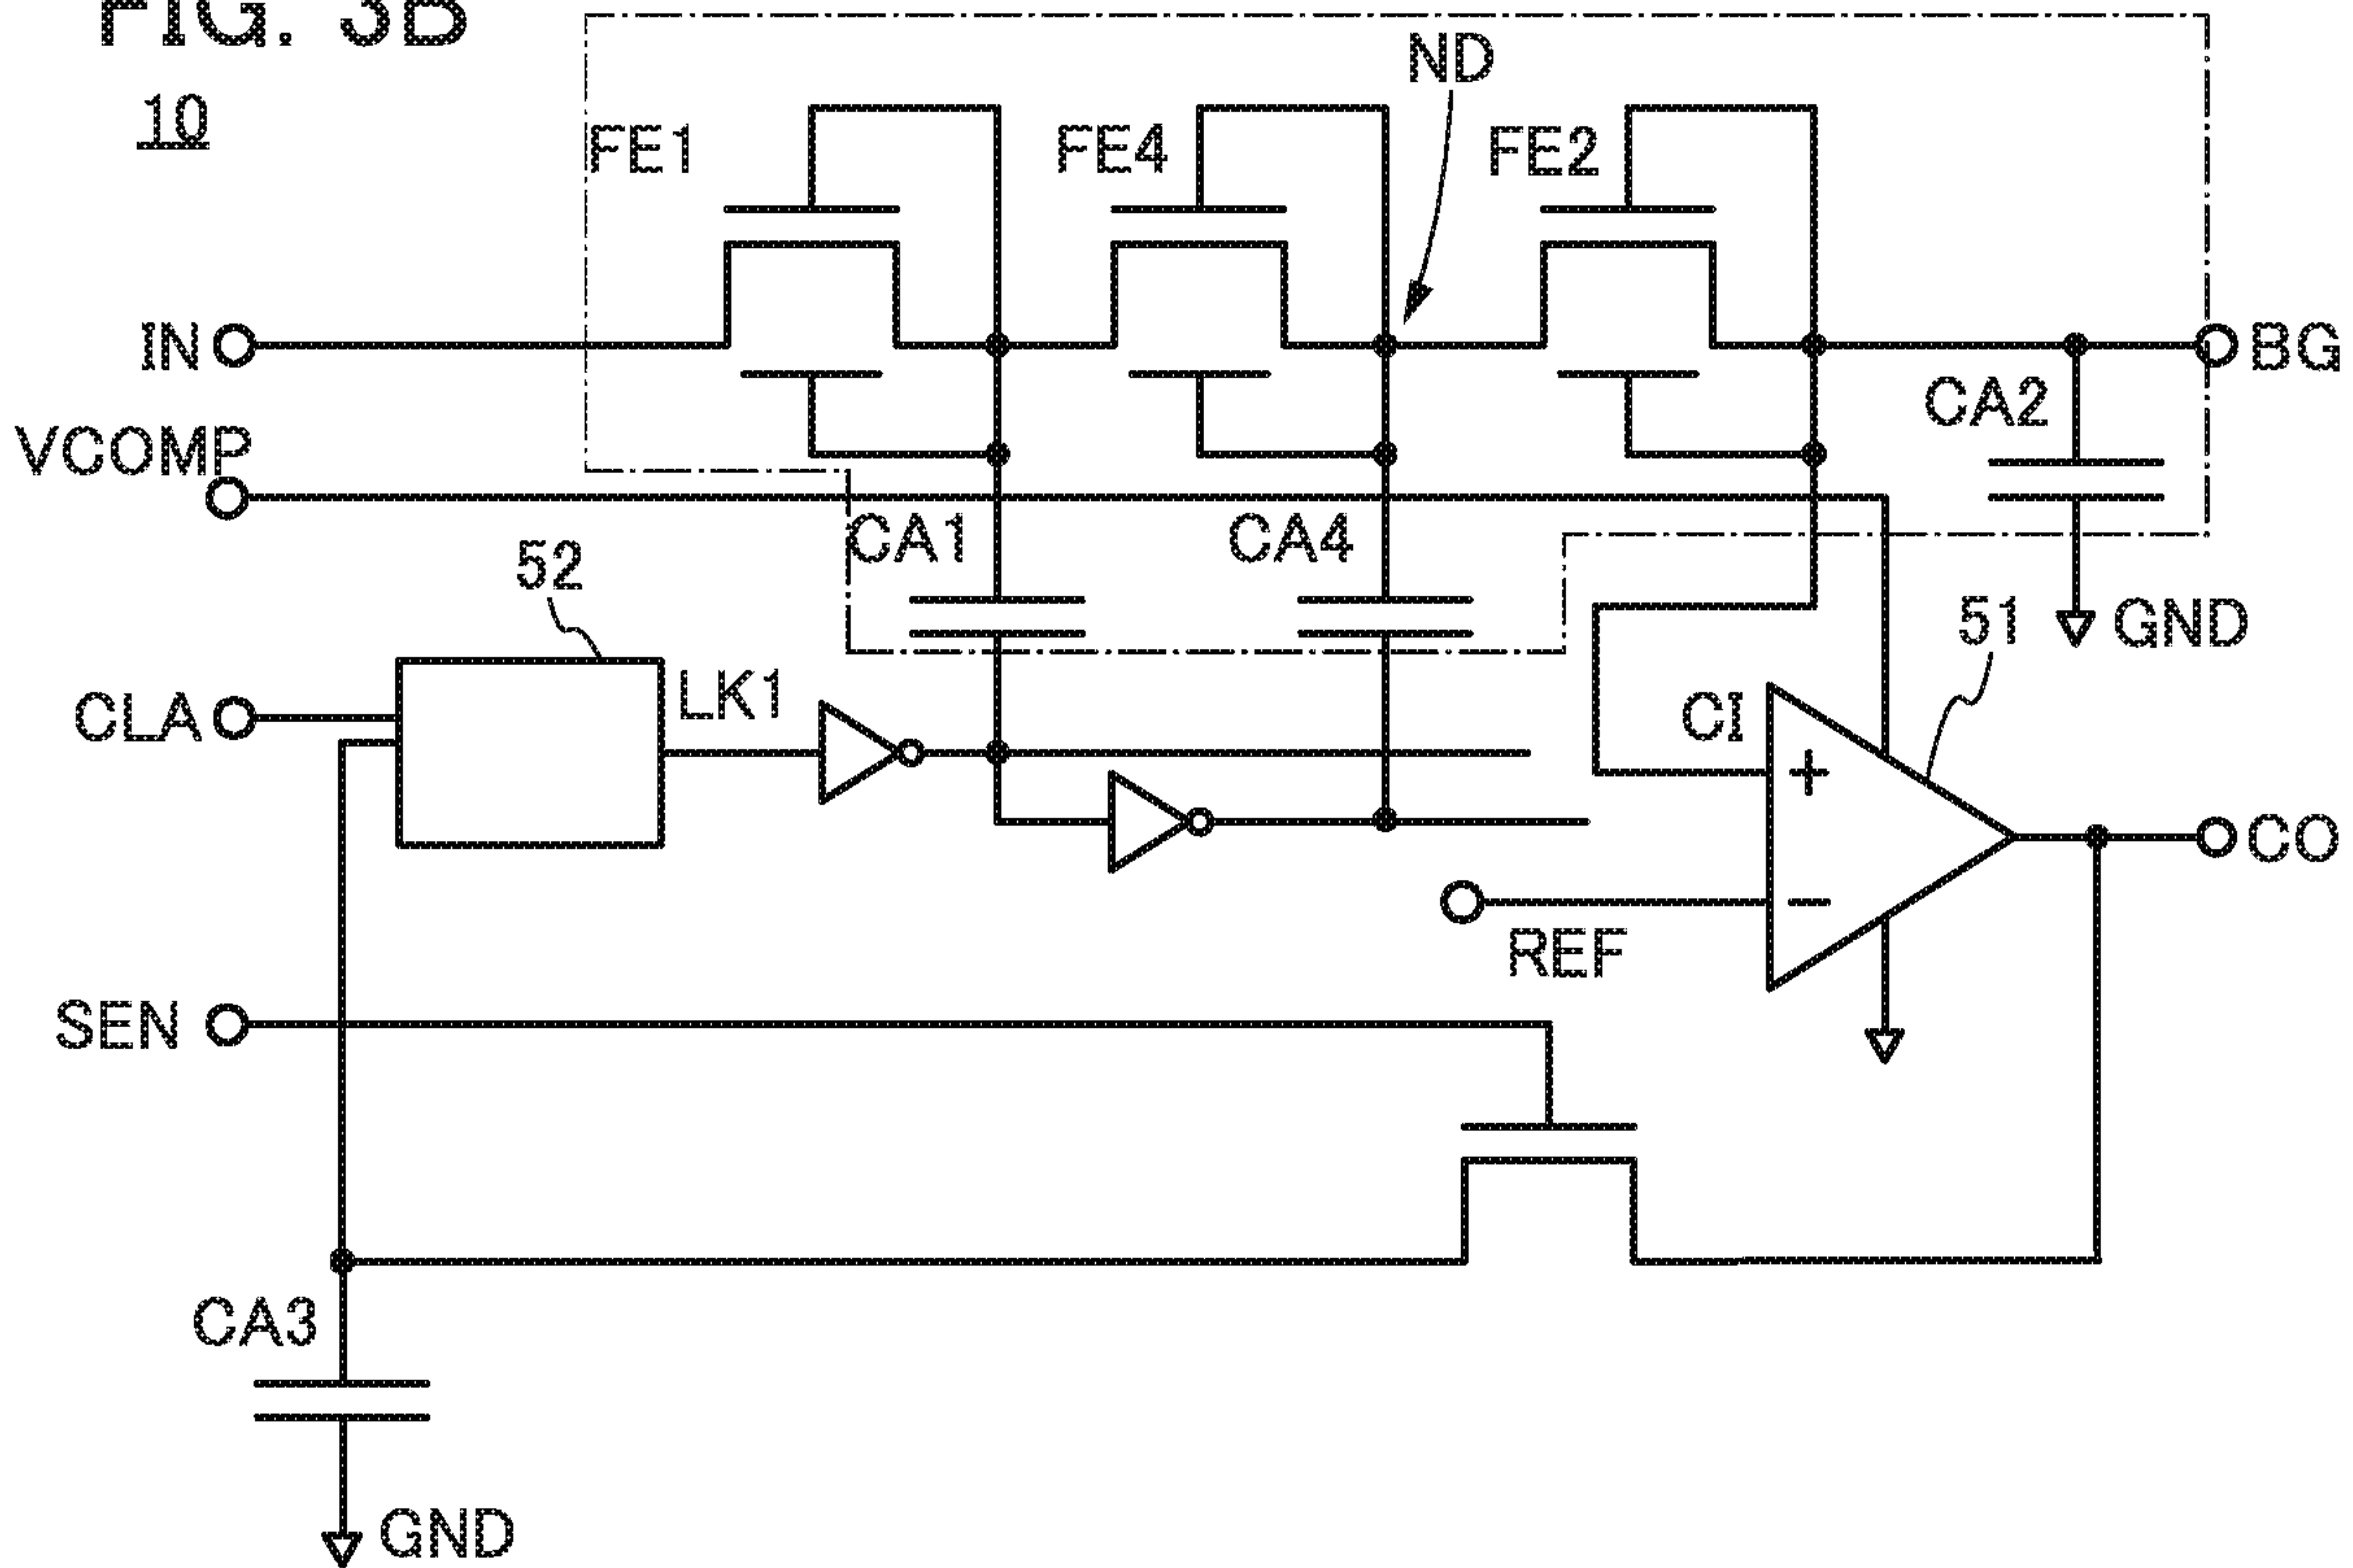 FIG. 3B
10
ND
FE1
FE4
FE2
IN
BG
CA2
VCOMP
CA1
CA4
52
51
GND
LK1
CLA
CI
+
CO
−
REF
SEN
CA3
GND